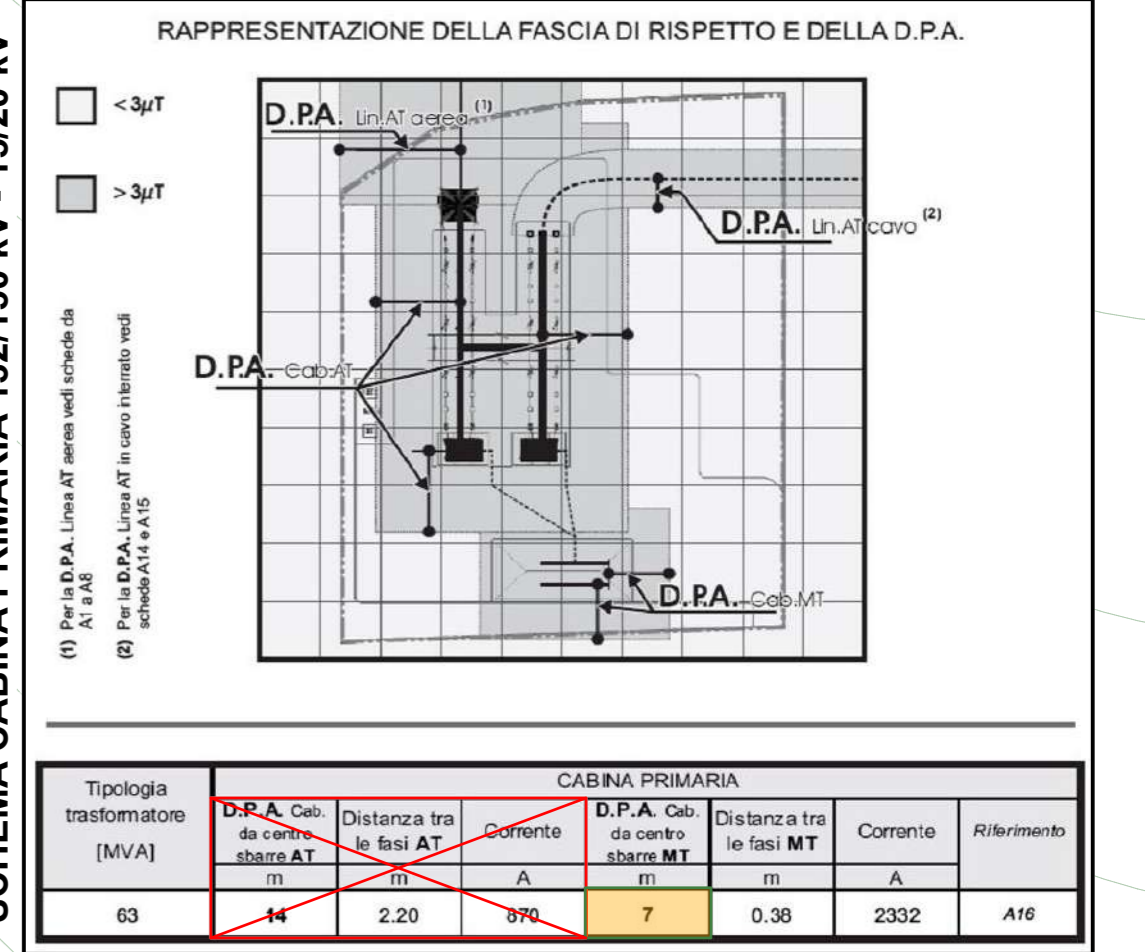 RAPPRESENTAZIONE DELLA FASCIA DI RISPETTO E DELLA D.P.A.
< 3μT
> 3μT
D.P.A. Lin.AT aerea (1)
D.P.A. Lin.AT cavo (2)
D.P.A. Cab.AT
D.P.A. Cab.MT
(1) Per la D.P.A. Linea AT aerea vedi schede da
A1 a A8
(2) Per la D.P.A. Linea AT in cavo interrato vedi
schede A14 e A15
Tipologia
trasformatore
[MVA]
CABINA PRIMARIA
D.P.A. Cab.
da centro
sbarre AT
Distanza tra
le fasi AT
Corrente
D.P.A. Cab.
da centro
sbarre MT
Distanza tra
le fasi MT
Corrente
Riferimento
m m A m m A
63 14 2.20 870 7 0.38 2332 A16